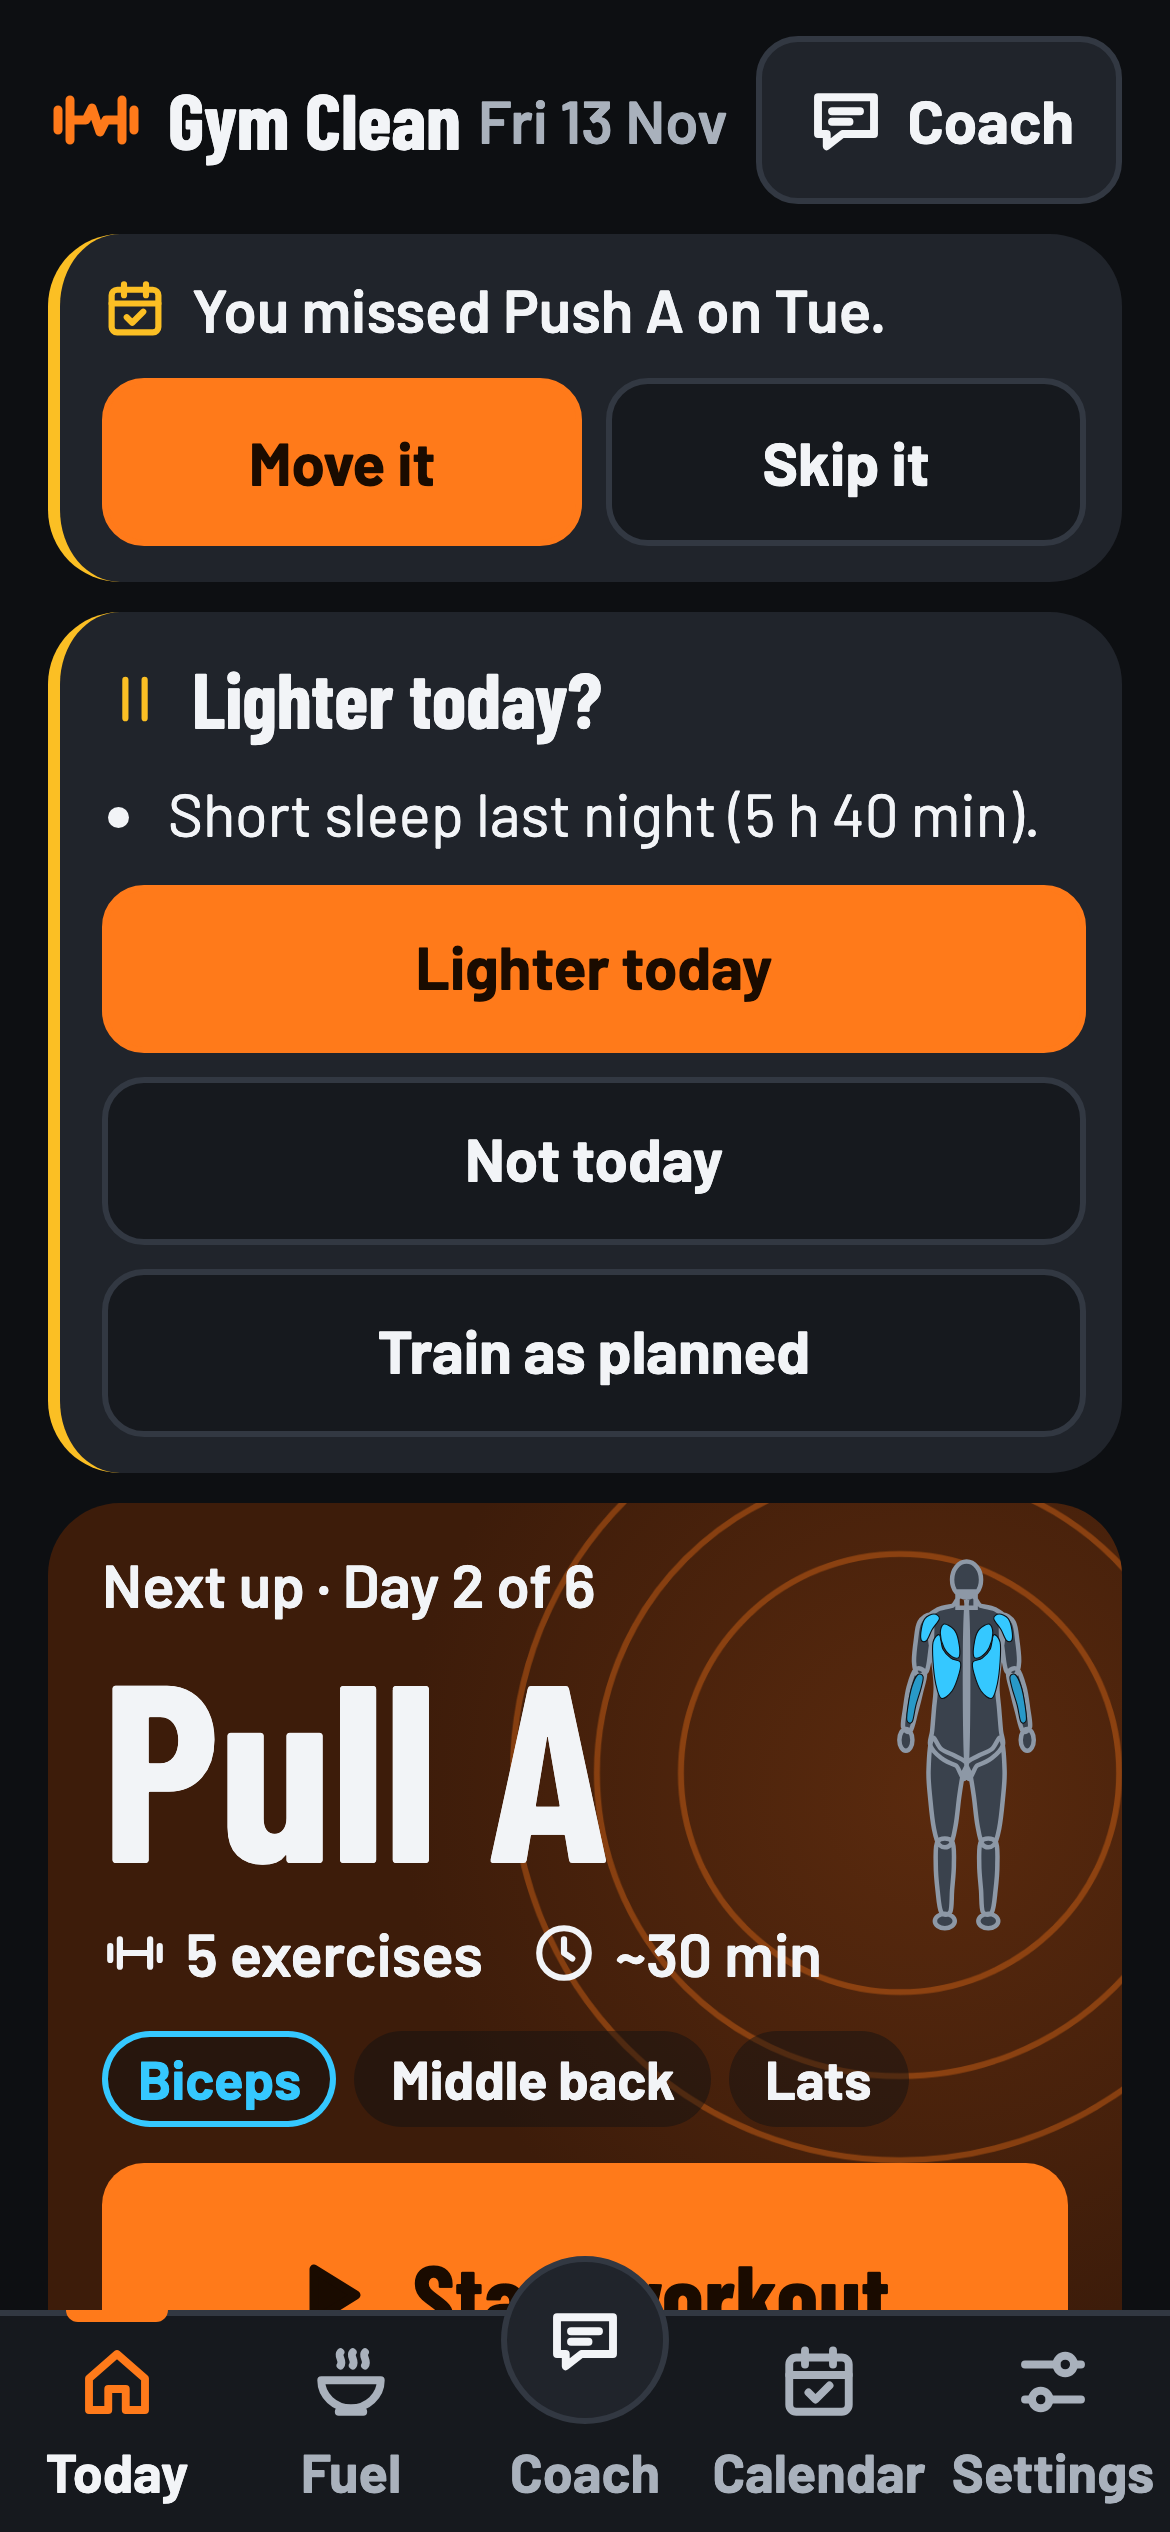 Gym Clean Fri 13 Nov Coach
You missed Push A on Tue.
Move it Skip it
Lighter today?
• Short sleep last night (5 h 40 min).
Lighter today
Not today
Train as planned
Next up · Day 2 of 6
Pull A
5 exercises ~30 min
Biceps Middle back Lats
Today Fuel Coach Calendar Settings